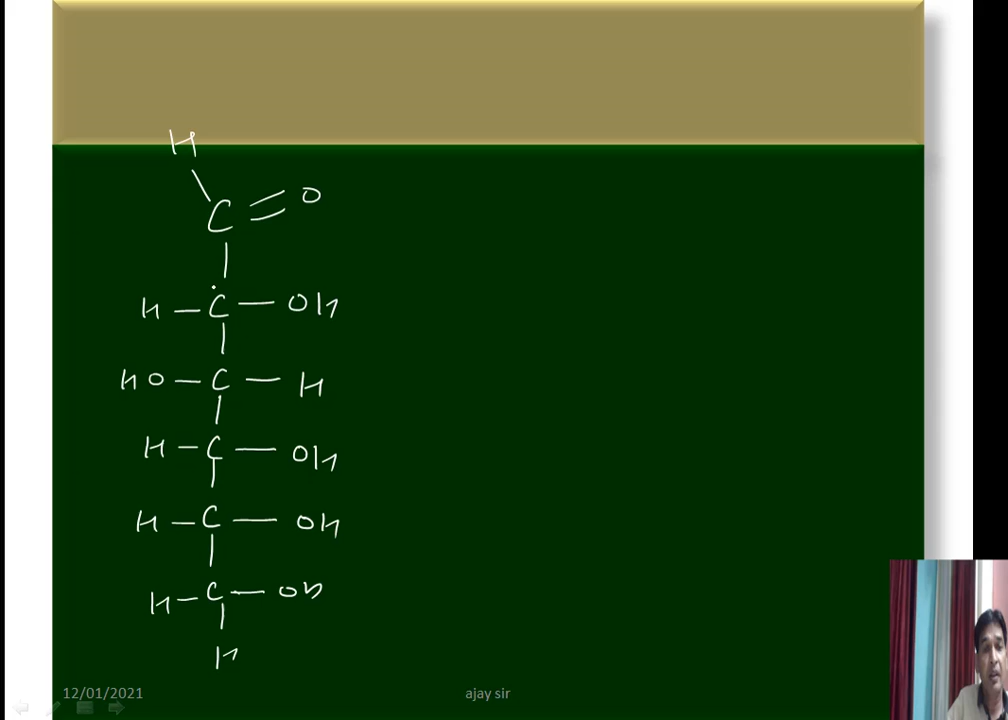 H
C = O
H - C - OH
HO - C - H
H - C - OH
H - C - OH
H - C - OH
H
12/01/2021 ajay sir